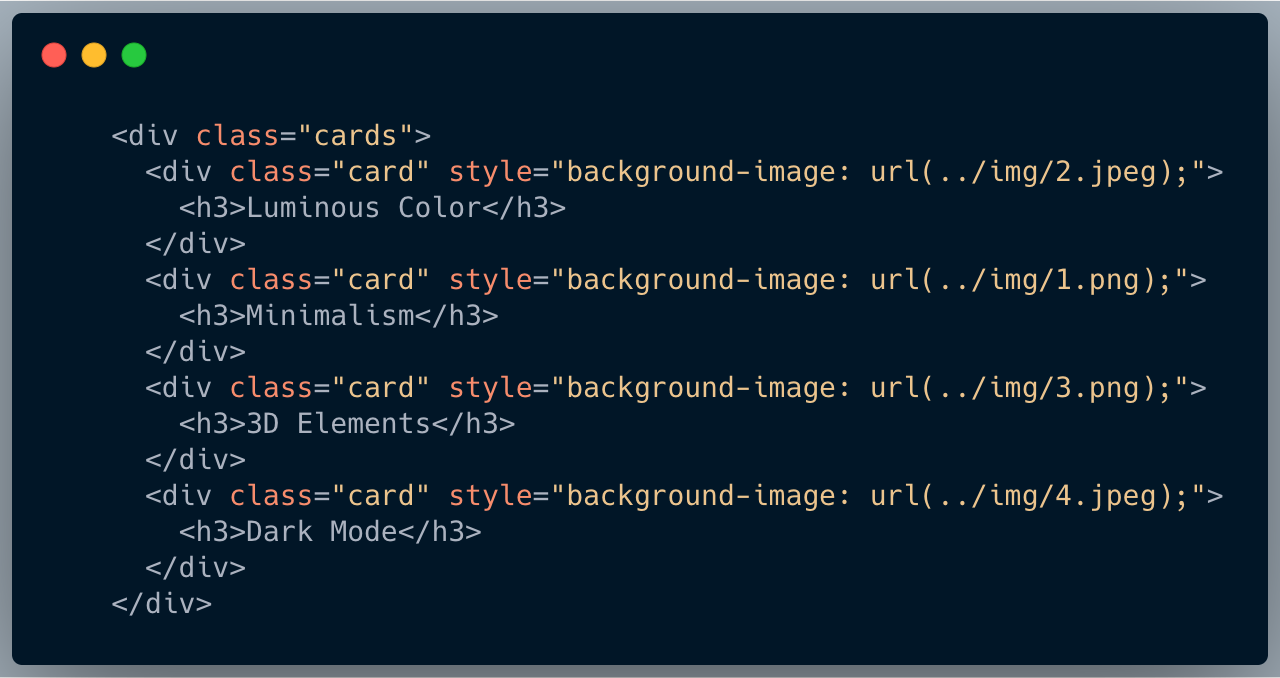 <div class="cards">
  <div class="card" style="background-image: url(../img/2.jpeg);">
    <h3>Luminous Color</h3>
  </div>
  <div class="card" style="background-image: url(../img/1.png);">
    <h3>Minimalism</h3>
  </div>
  <div class="card" style="background-image: url(../img/3.png);">
    <h3>3D Elements</h3>
  </div>
  <div class="card" style="background-image: url(../img/4.jpeg);">
    <h3>Dark Mode</h3>
  </div>
</div>